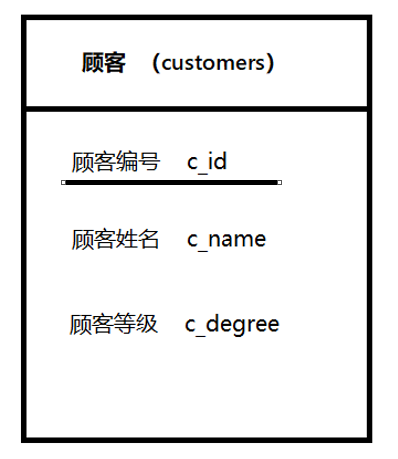 顾客 （customers）
顾客编号 c_id
顾客姓名 c_name
顾客等级 c_degree